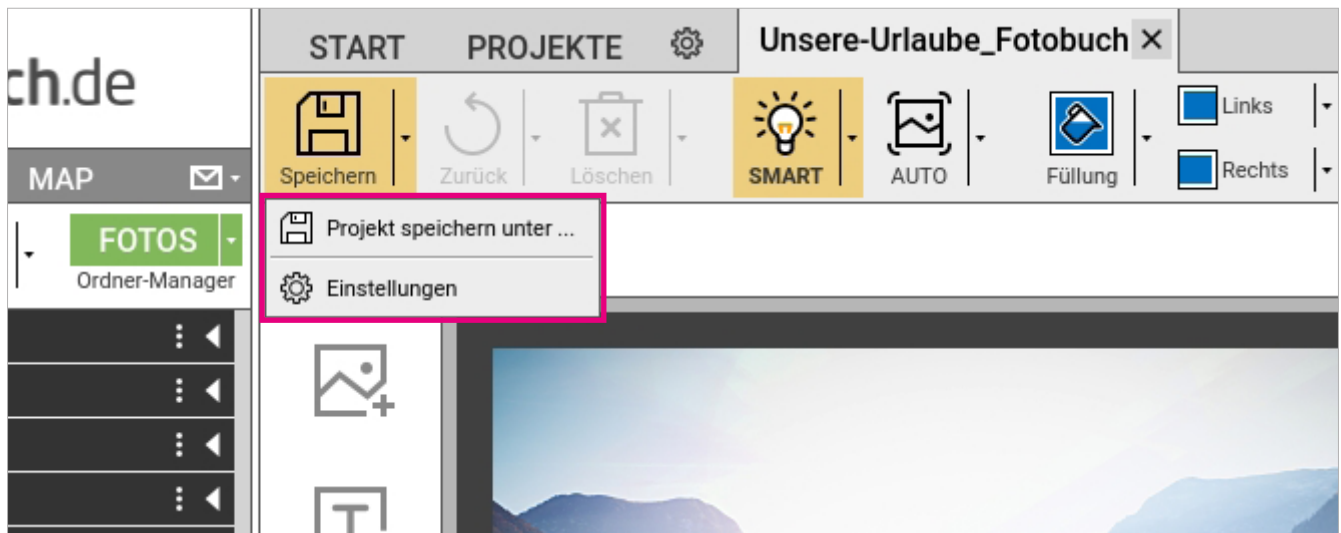 START PROJEKTE Unsere-Urlaube_Fotobuch
ch.de
Links
Speichern Zurück Löschen SMART AUTO Füllung Rechts
MAP
Projekt speichern unter ...
FOTOS
Ordner-Manager
Einstellungen